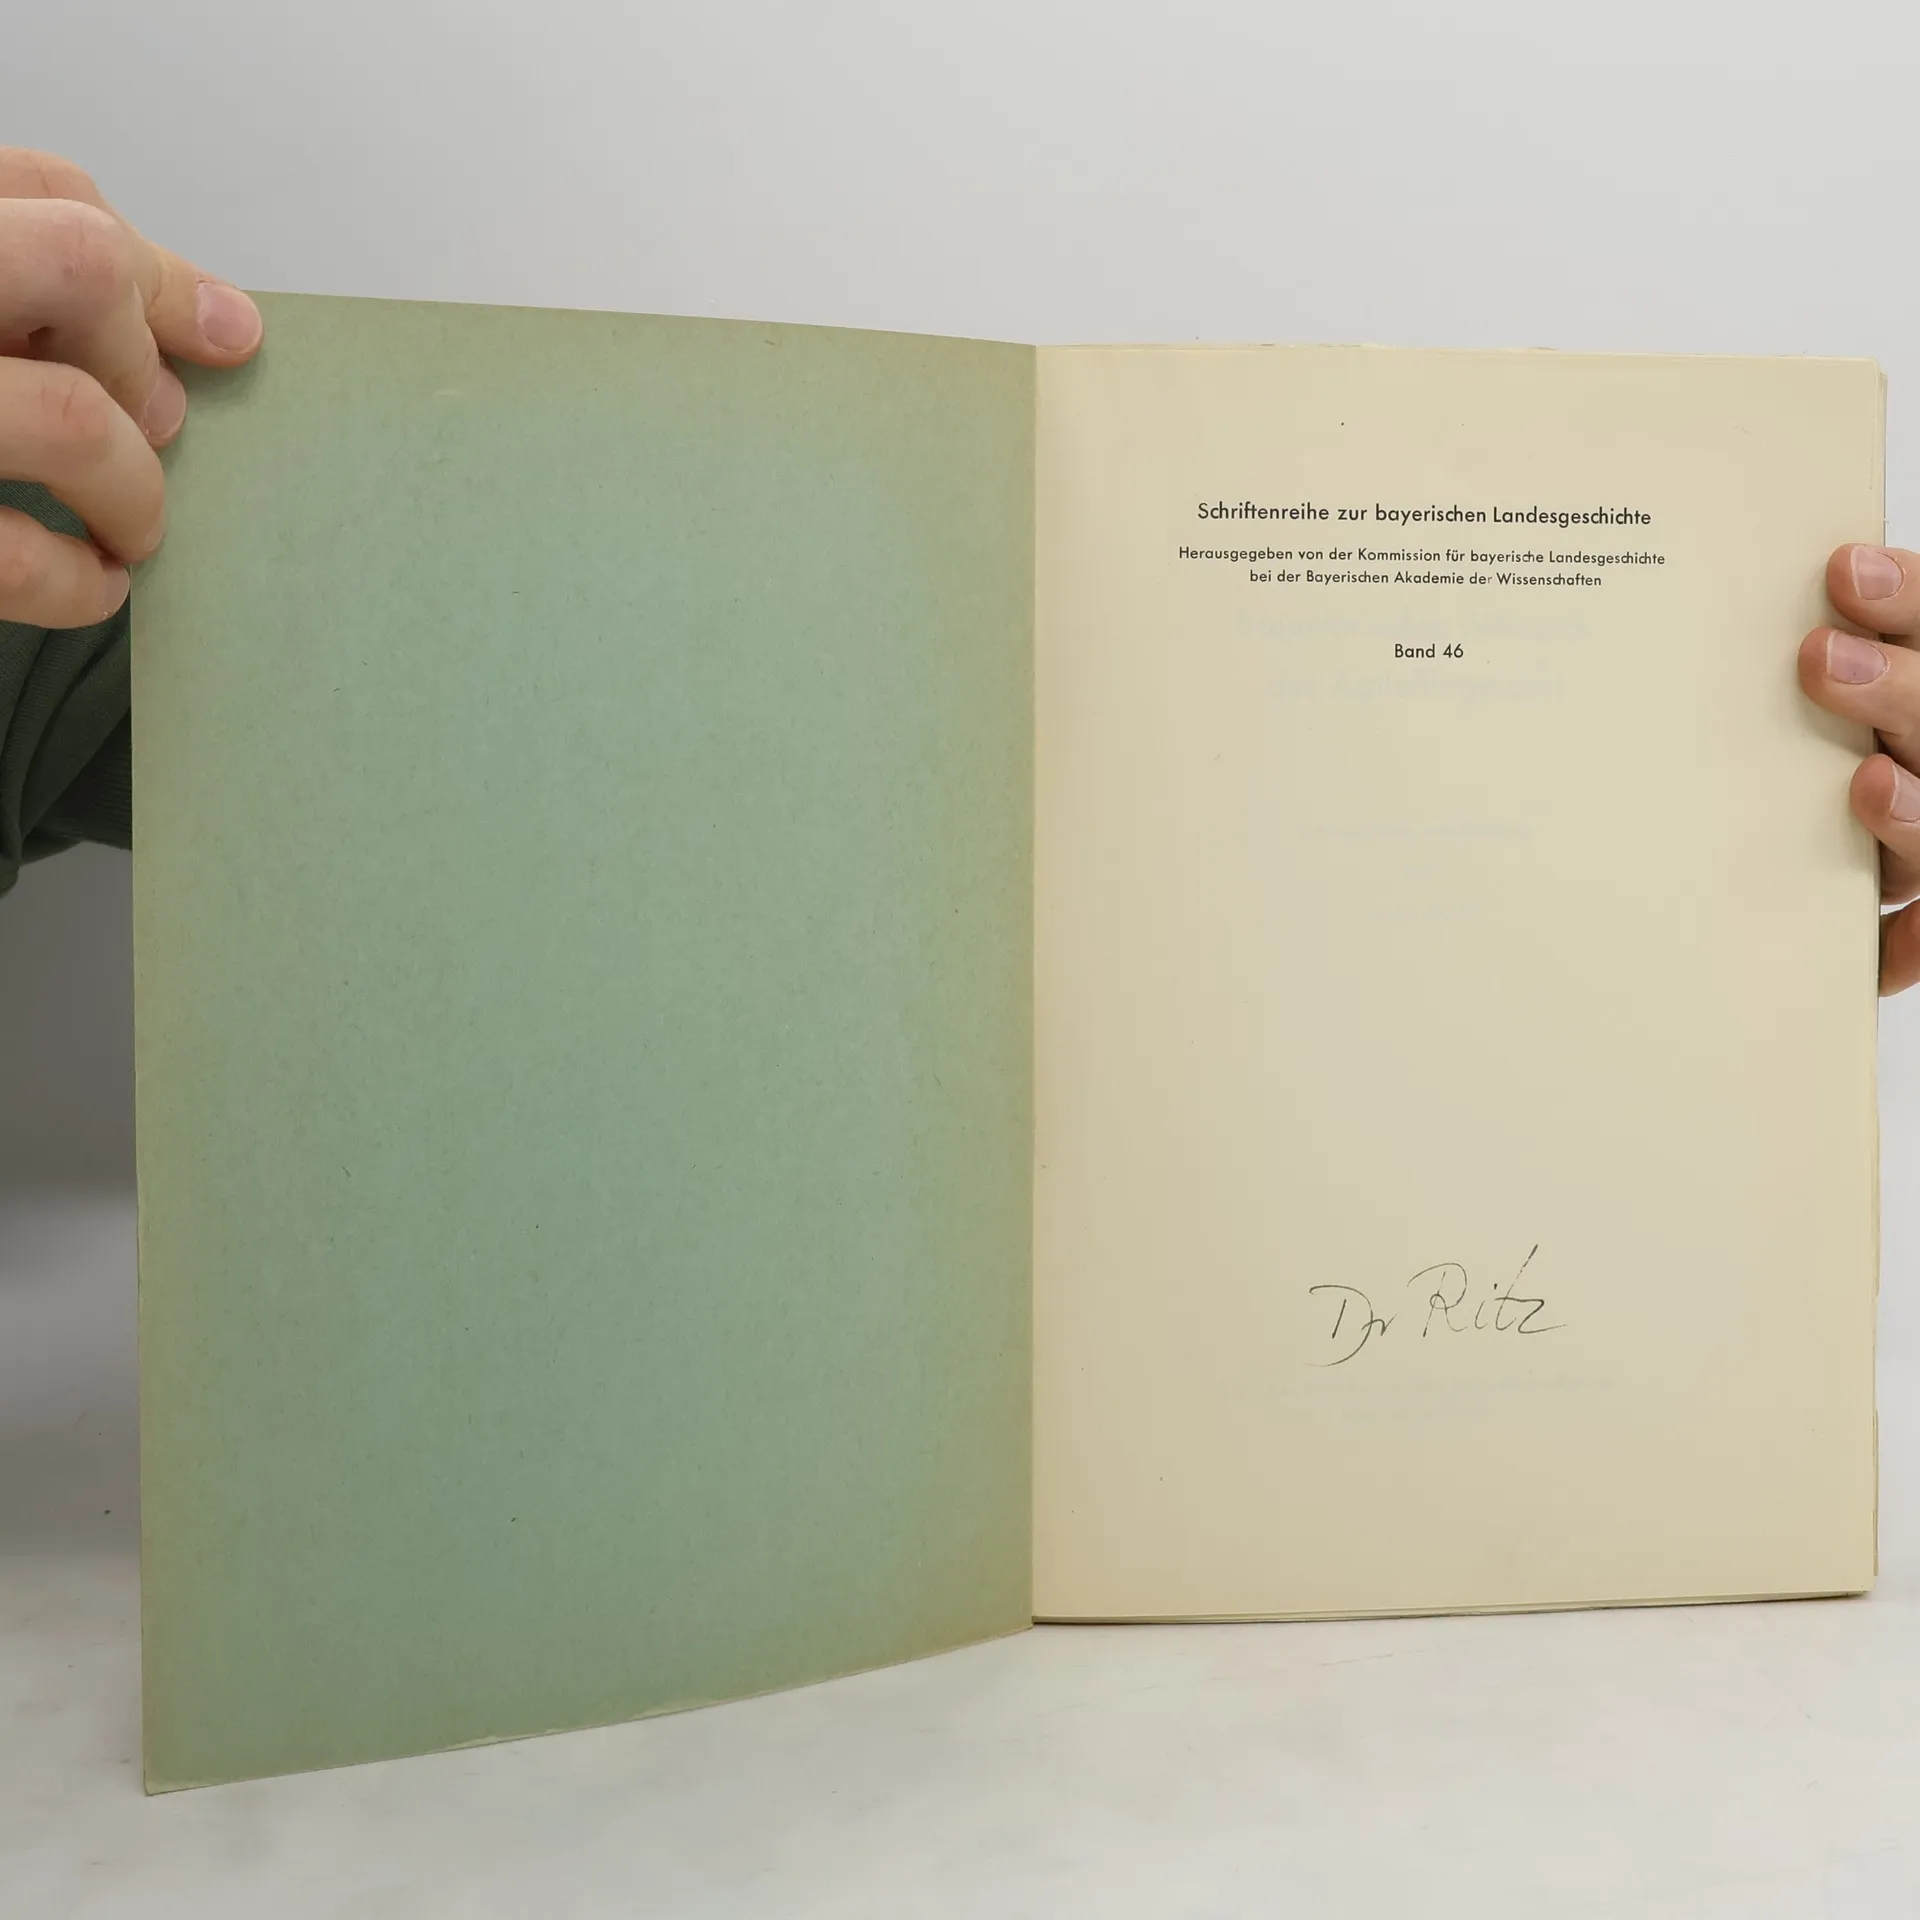 Schriftenreihe zur bayerischen Landesgeschichte
Herausgegeben von der Kommission für bayerische Landesgeschichte
bei der Bayerischen Akademie der Wissenschaften
Band 46
Dr Ritz